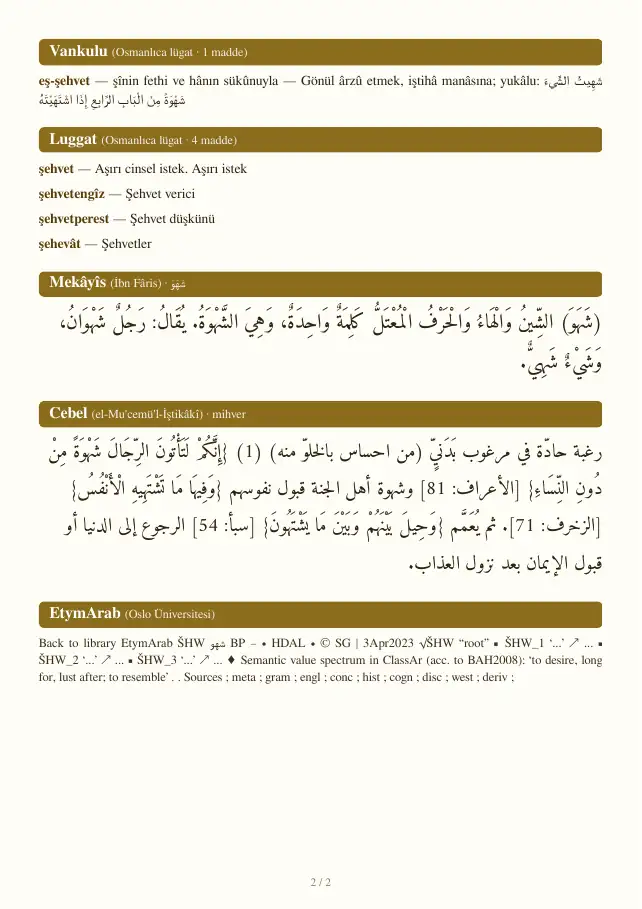 Vankulu (Osmanlıca lügat · 1 madde)
eş-şehvet — şînin fethi ve hânın sükûnuyla — Gönül ârzû etmek, iştihâ manâsına; yukâlu: شَهِيتُ الشَّيْءَ
شَهْوَةً مِنَ الْبَابِ الرَّابِعِ إِذَا اشْتَهَيْتَهُ
Luggat (Osmanlıca lügat · 4 madde)
şehvet — Aşırı cinsel istek. Aşırı istek
şehvetengîz — Şehvet verici
şehvetperest — Şehvet düşkünü
şehevât — Şehvetler
Mekâyîs (İbn Fâris) · شهو
(شَهَوَ) الشِّينُ وَالْهَاءُ وَالْحَرْفُ الْمُعْتَلُّ كَلِمَةٌ وَاحِدَةٌ، وَهِيَ الشَّهْوَةُ. يُقَالُ: رَجُلٌ شَهْوَانُ،
وَشَيْءٌ شَهِيٌّ.
Cebel (el-Mu'cemü'l-İştikâkî) · mihver
رغبة حادّة في مرغوب بَدَنيِّ (من احساس بالخلوّ منه) (1) {إِنَّكُمْ لَتَأْتُونَ الرِّجَالَ شَهْوَةً مِنْ
دُونِ النِّسَاءِ} [الأعراف: 81] وشهوة أهل الجنة قبول نفوسهم {وَفِيهَا مَا تَشْتَهِيهِ الْأَنْفُسُ}
[الزخرف: 71]. ثم يُعَمَّم {وَحِيلَ بَيْنَهُمْ وَبَيْنَ مَا يَشْتَهُونَ} [سبأ: 54] الرجوع إلى الدنيا أو
قبول الإيمان بعد نزول العذاب.
EtymArab (Oslo Üniversitesi)
Back to library EtymArab ŠHW شهو BP – • HDAL • © SG | 3Apr2023 √ŠHW “root” ▪ ŠHW_1 ‘...’ ↗ ... ▪
ŠHW_2 ‘...’ ↗ ... ▪ ŠHW_3 ‘...’ ↗ ... ♦ Semantic value spectrum in ClassAr (acc. to BAH2008): ‘to desire, long
for, lust after; to resemble’ . . Sources ; meta ; gram ; engl ; conc ; hist ; cogn ; disc ; west ; deriv ;
2 / 2